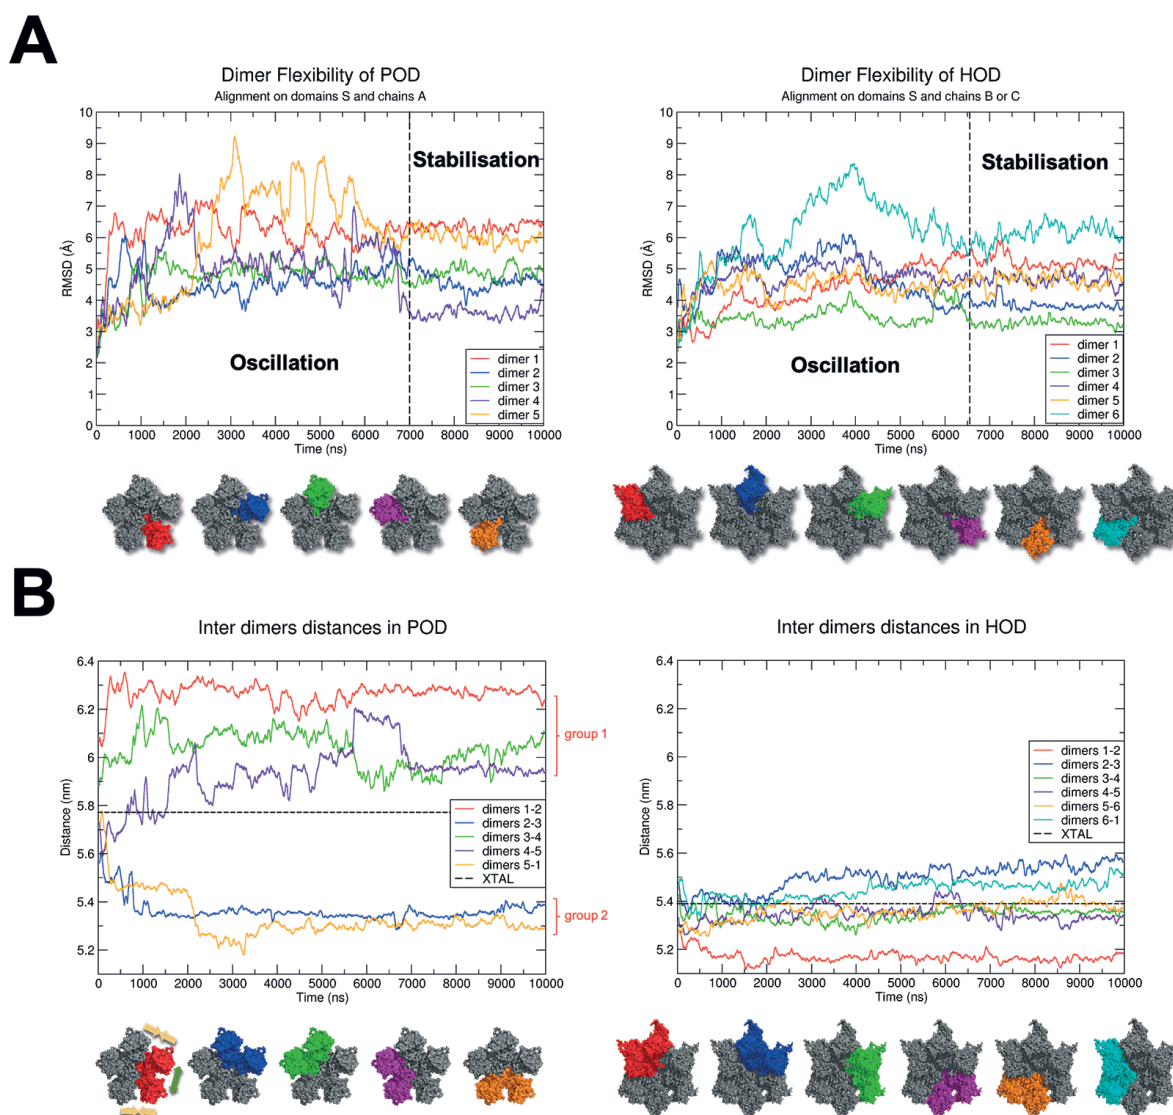 A
Dimer Flexibility of POD
Alignment on domains S and chains A
RMSD (Å)
10
9
8
7
6
5
4
3
2
1
0
Stabilisation
Oscillation
dimer 1
dimer 2
dimer 3
dimer 4
dimer 5
0 1000 2000 3000 4000 5000 6000 7000 8000 9000 10000
Time (ns)
Dimer Flexibility of HOD
Alignment on domains S and chains B or C
RMSD (Å)
10
9
8
7
6
5
4
3
2
1
0
Stabilisation
Oscillation
dimer 1
dimer 2
dimer 3
dimer 4
dimer 5
dimer 6
0 1000 2000 3000 4000 5000 6000 7000 8000 9000 10000
Time (ns)
B
Inter dimers distances in POD
Distance (nm)
6.4
6.2
6
5.8
5.6
5.4
5.2
group 1
group 2
dimers 1-2
dimers 2-3
dimers 3-4
dimers 4-5
dimers 5-1
XTAL
0 1000 2000 3000 4000 5000 6000 7000 8000 9000 10000
Time (ns)
Inter dimers distances in HOD
Distance (nm)
6.4
6.2
6
5.8
5.6
5.4
5.2
dimers 1-2
dimers 2-3
dimers 3-4
dimers 4-5
dimers 5-6
dimers 6-1
XTAL
0 1000 2000 3000 4000 5000 6000 7000 8000 9000 10000
Time (ns)